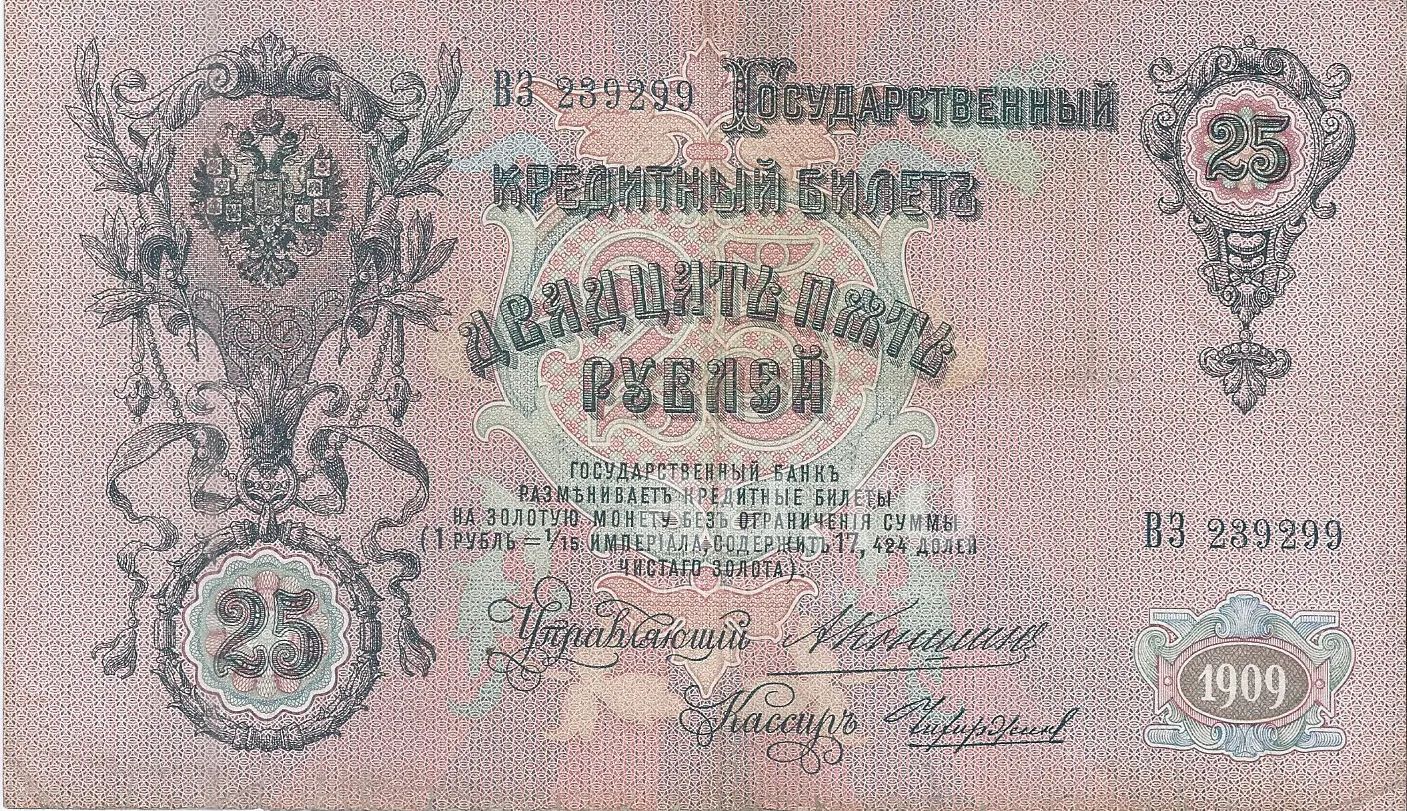 ВЗ 239299 Государственный
25
Кредитный Билетъ
Двадцать пять
рублей
Государственный Банкъ
размѣниваетъ кредитные билеты
на золотую монету безъ ограниченія суммы
(1 рубль = 1/15 имперіала, содержитъ 17,424 долей
чистаго золота).
ВЗ 239299
Управляющій
25
Кассиръ
1909